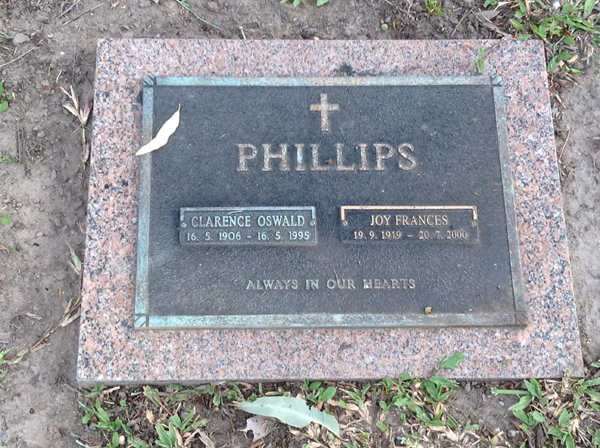 PHILLIPS
CLARENCE OSWALD
16. 5. 1906 - 16. 5. 1995
JOY FRANCES
19. 9. 1919 - 20. 7. 2000
ALWAYS IN OUR HEARTS